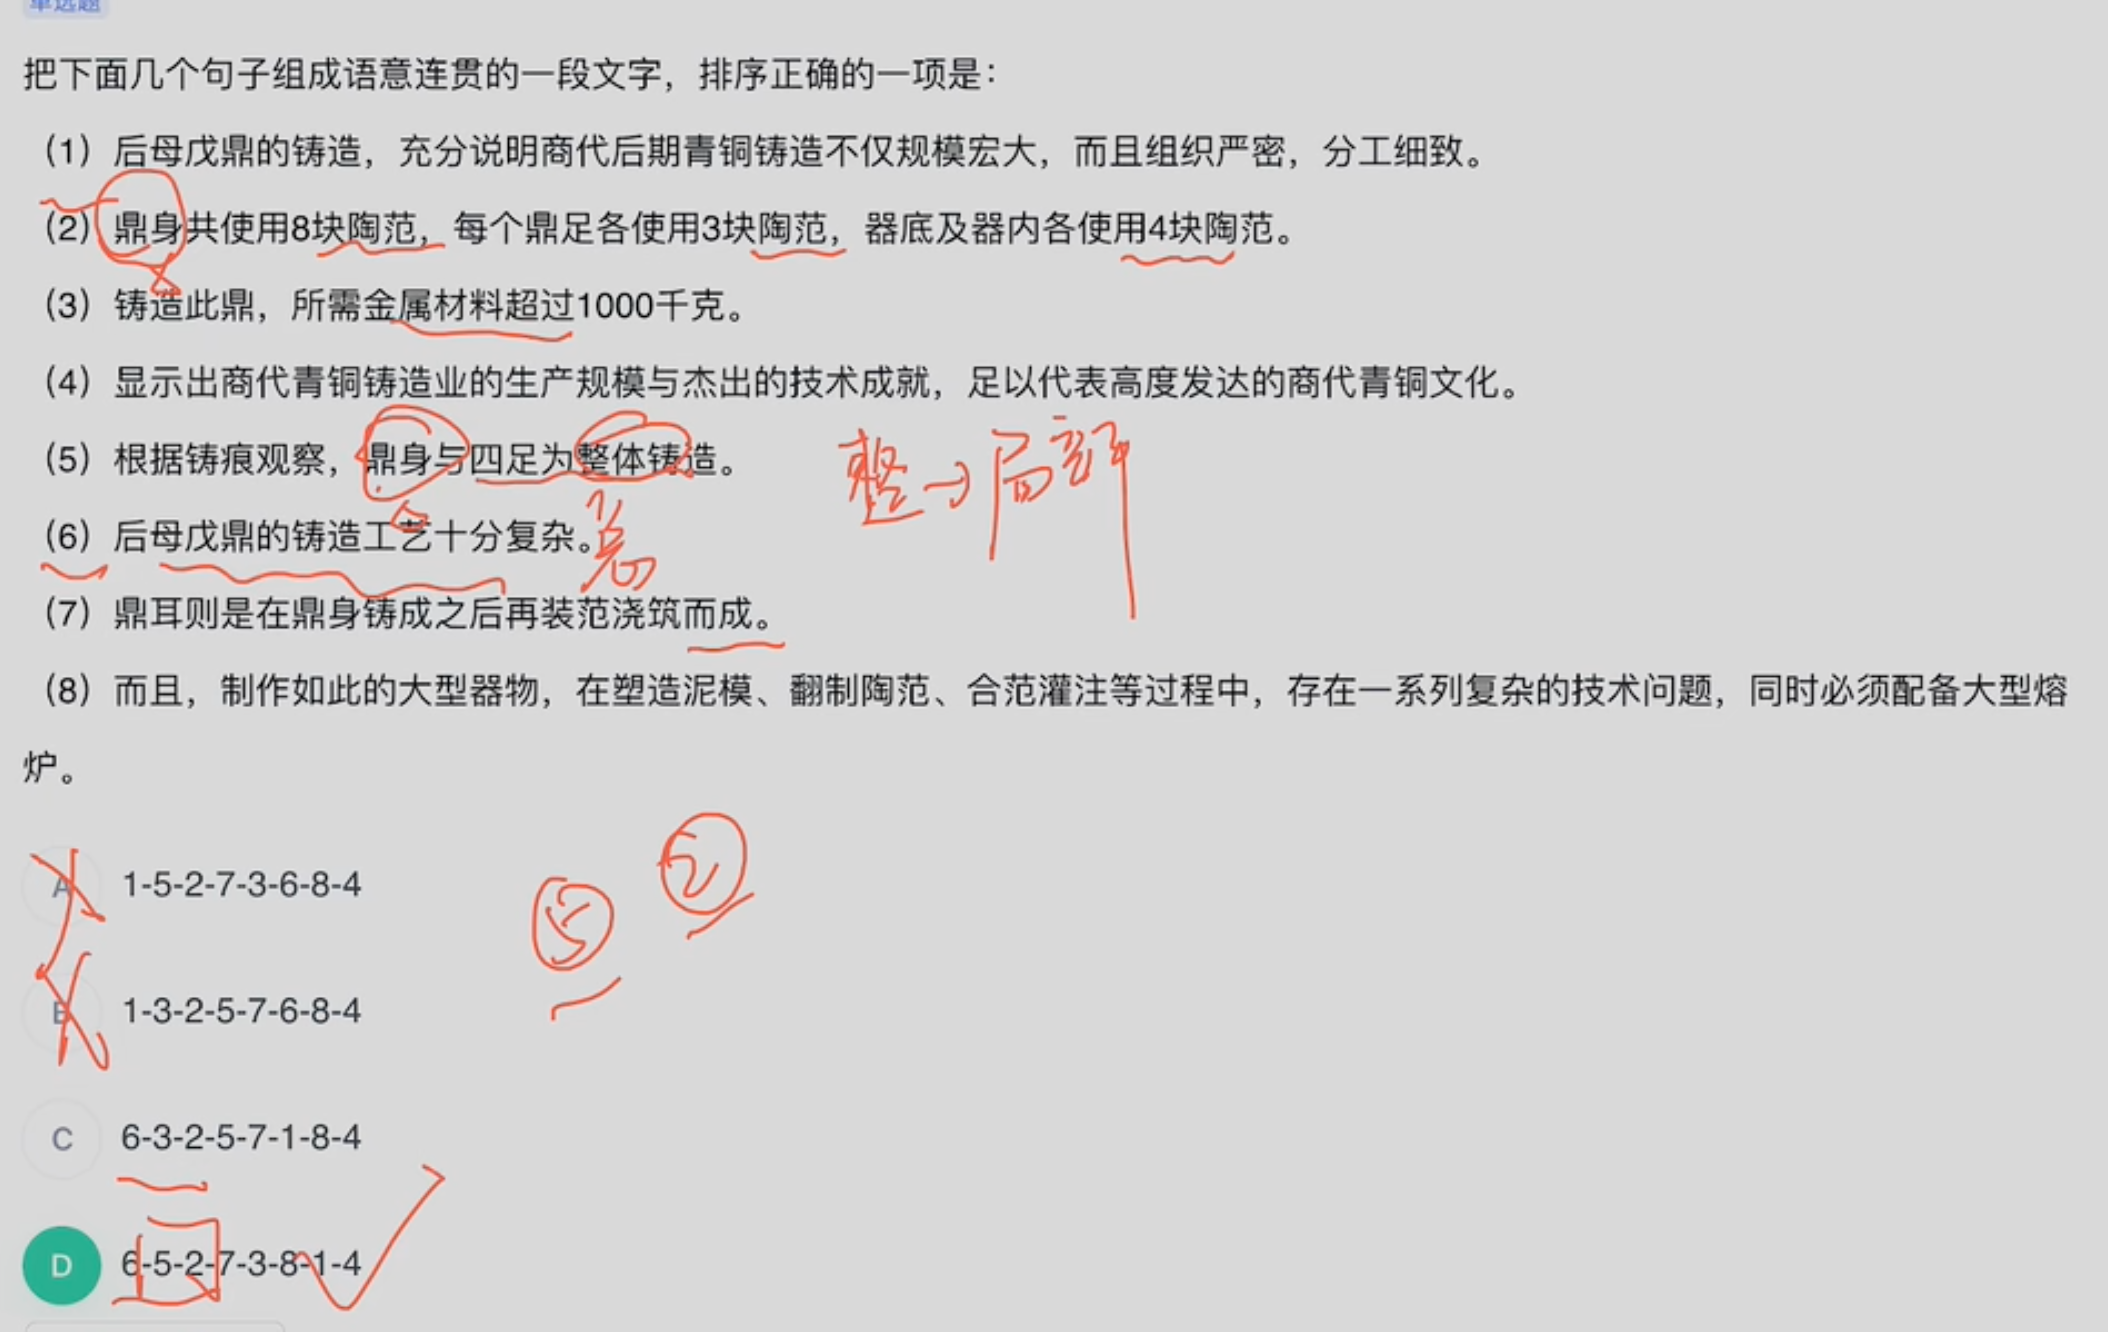 单选题
把下面几个句子组成语意连贯的一段文字，排序正确的一项是：
（1）后母戊鼎的铸造，充分说明商代后期青铜铸造不仅规模宏大，而且组织严密，分工细致。
（2）鼎身共使用8块陶范，每个鼎足各使用3块陶范，器底及器内各使用4块陶范。
（3）铸造此鼎，所需金属材料超过1000千克。
（4）显示出商代青铜铸造业的生产规模与杰出的技术成就，足以代表高度发达的商代青铜文化。
（5）根据铸痕观察，鼎身与四足为整体铸造。
整→局部
（6）后母戊鼎的铸造工艺十分复杂。
总
（7）鼎耳则是在鼎身铸成之后再装范浇筑而成。
（8）而且，制作如此的大型器物，在塑造泥模、翻制陶范、合范灌注等过程中，存在一系列复杂的技术问题，同时必须配备大型熔
炉。
A 1-5-2-7-3-6-8-4
⑤ ②
B 1-3-2-5-7-6-8-4
C 6-3-2-5-7-1-8-4
D 6-5-2-7-3-8-1-4